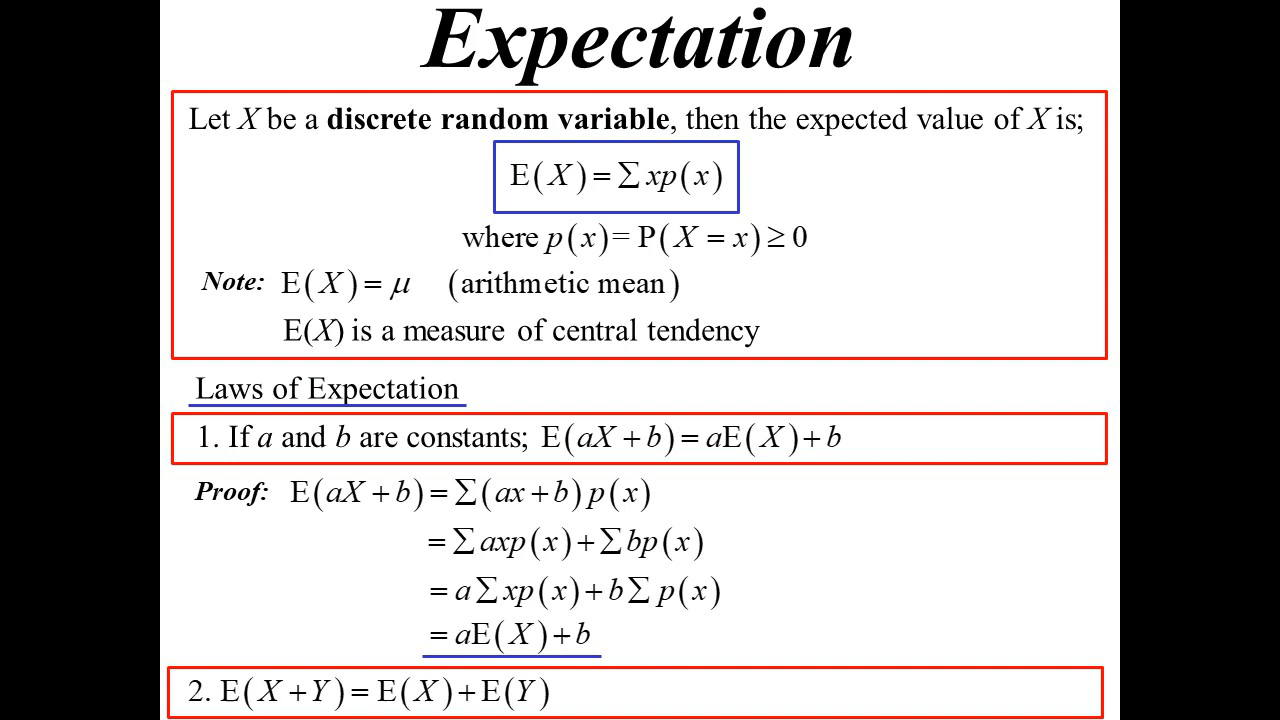 Expectation
Let X be a discrete random variable, then the expected value of X is;
E(X) = Σ xp(x)
where p(x)= P(X = x) ≥ 0
Note: E(X) = μ (arithmetic mean)
E(X) is a measure of central tendency
Laws of Expectation
1. If a and b are constants; E(aX + b) = aE(X) + b
Proof: E(aX + b) = Σ(ax + b) p(x)
= Σ axp(x) + Σ bp(x)
= a Σ xp(x) + b Σ p(x)
= aE(X) + b
2. E(X + Y) = E(X) + E(Y)